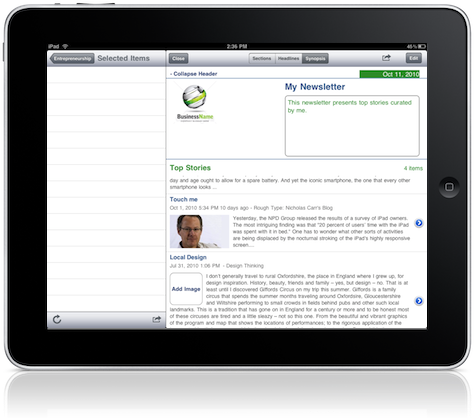 iPad
2:36 PM
45%
Entrepreneurship
Selected Items
Close
Sections
Headlines
Synopsis
Edit
- Collapse Header
Oct 11, 2010
My Newsletter
This newsletter presents top stories curated
by me.
BusinessName
Top Stories
4 items
day and age ought to allow for a spare battery. And yet the iconic smartphone, the one that every other
smartphone looks ...
Touch me
Oct 1, 2010 5:34 PM 10 days ago - Rough Type: Nicholas Carr's Blog
Yesterday, the NPD Group released the results of a survey of iPad owners.
The most intriguing finding was that "20 percent of users' time with the iPad
was spent with it in bed." One has to wonder what other sorts of activities
are being displaced by the nocturnal stroking of the iPad's highly responsive
screen....
Local Design
Jul 31, 2010 1:06 PM - Design Thinking
Add Image
I don't generally travel to rural Oxfordshire, the place in England where I grew up, for
design inspiration. History, beauty, friends and family – yes, but design – no. That is at
least until I discovered Giffords Circus on my trip this summer. Giffords is a family
circus that spends the summer months traveling around Oxfordshire, Gloucestershire
and Wiltshire performing to small crowds in fields behind pubs and other such local
landmarks. This is a tradition that has gone on in England for a century or more and to be honest most
of these circuses are tired and a little sleazy – not so this one. From the beautiful and vibrant graphics
of the program and map that shows the locations of performances, to the rigorous application of the